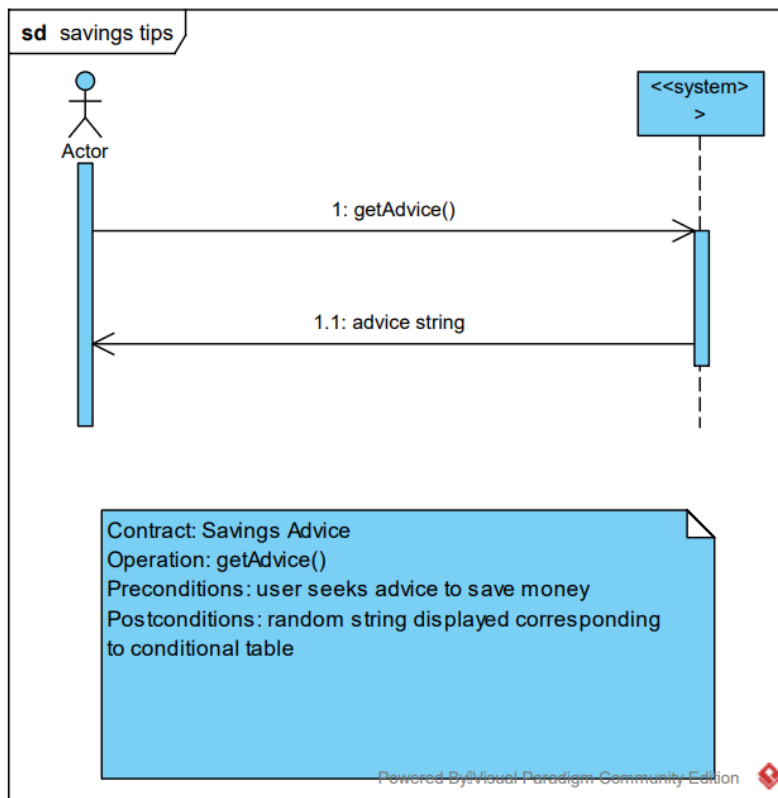 sd savings tips
<<system>
>
Actor
1: getAdvice()
1.1: advice string
Contract: Savings Advice
Operation: getAdvice()
Preconditions: user seeks advice to save money
Postconditions: random string displayed corresponding
to conditional table
Powered By Visual Paradigm Community Edition